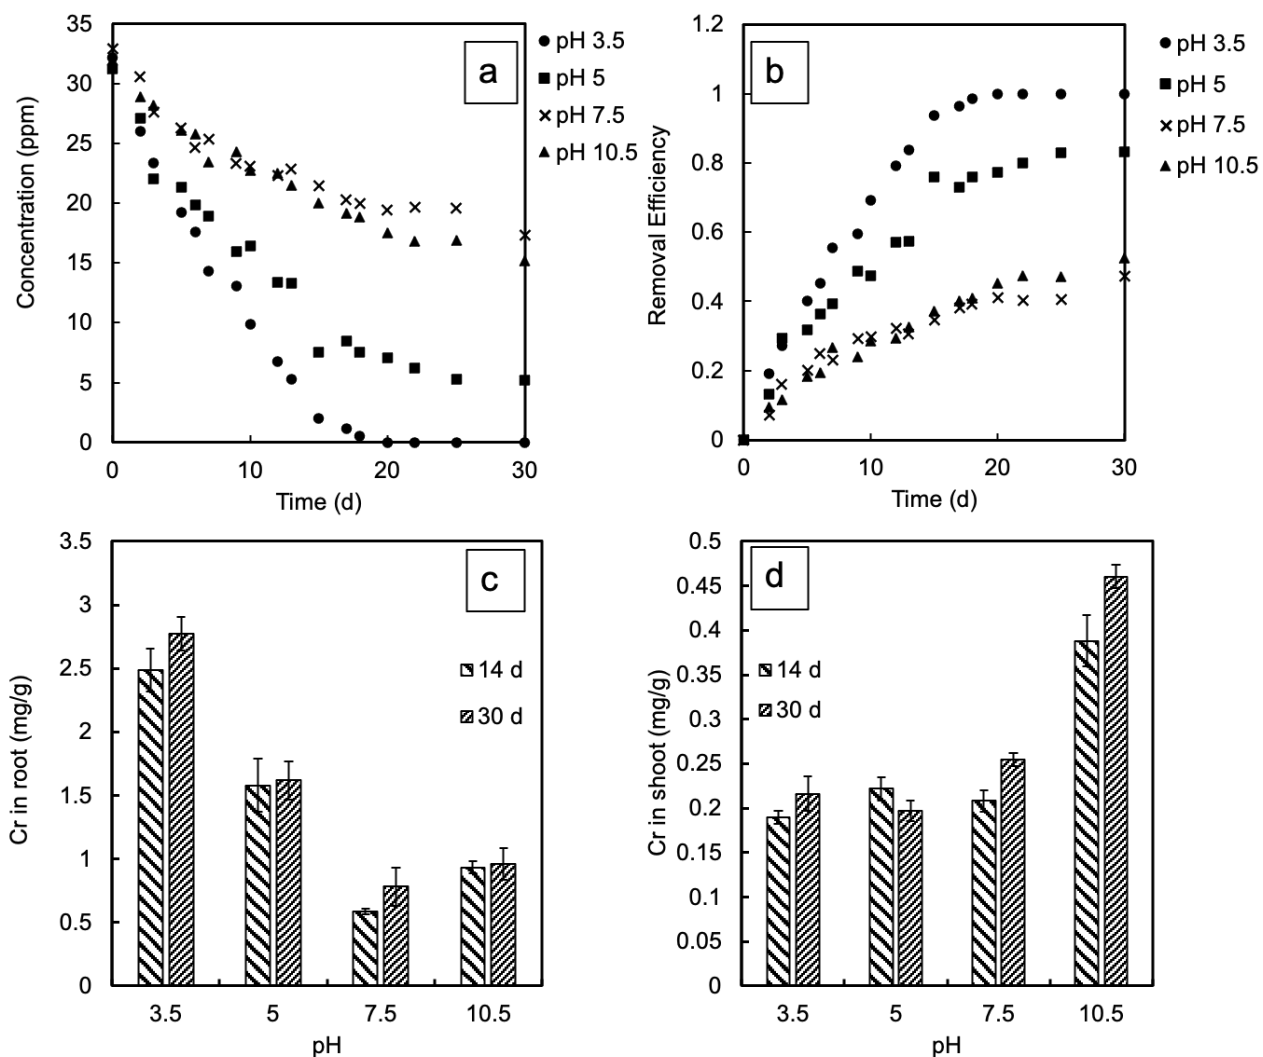 35
30
25
20
15
10
5
0
Concentration (ppm)
0 10 20 30
Time (d)
a
pH 3.5
pH 5
pH 7.5
pH 10.5
1.2
1
0.8
0.6
0.4
0.2
0
Removal Efficiency
0 10 20 30
Time (d)
b
pH 3.5
pH 5
pH 7.5
pH 10.5
3.5
3
2.5
2
1.5
1
0.5
0
Cr in root (mg/g)
3.5 5 7.5 10.5
pH
c
14 d
30 d
0.5
0.45
0.4
0.35
0.3
0.25
0.2
0.15
0.1
0.05
0
Cr in shoot (mg/g)
3.5 5 7.5 10.5
pH
d
14 d
30 d